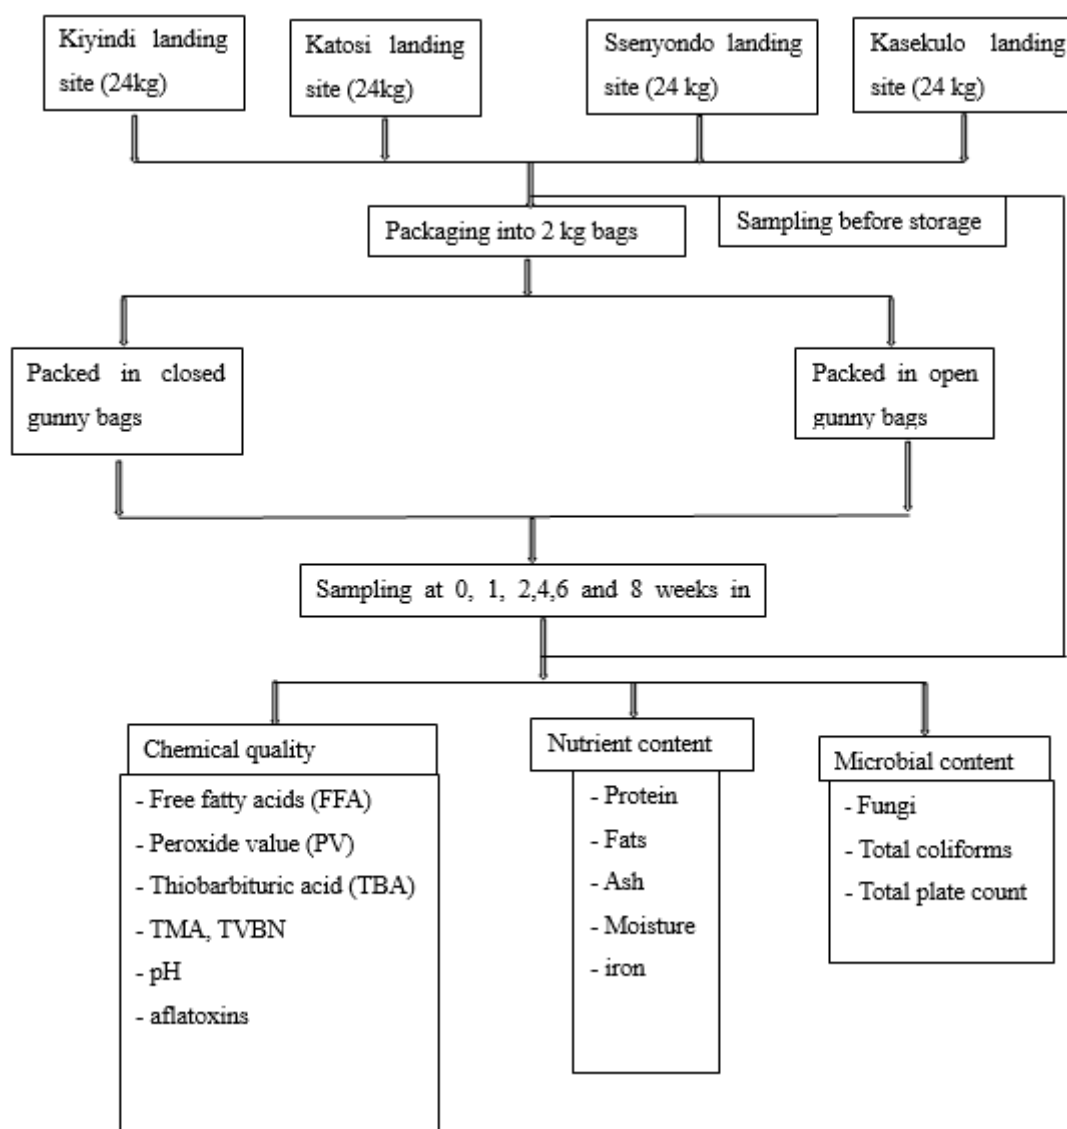 Kiyindi landing
site (24kg)
Katosi landing
site (24kg)
Ssenyondo landing
site (24 kg)
Kasekulo landing
site (24 kg)
Packaging into 2 kg bags
Sampling before storage
Packed in closed
gunny bags
Packed in open
gunny bags
Sampling at 0, 1, 2,4,6 and 8 weeks in
Chemical quality
- Free fatty acids (FFA)
- Peroxide value (PV)
- Thiobarbituric acid (TBA)
- TMA, TVBN
- pH
- aflatoxins
Nutrient content
- Protein
- Fats
- Ash
- Moisture
- iron
Microbial content
- Fungi
- Total coliforms
- Total plate count